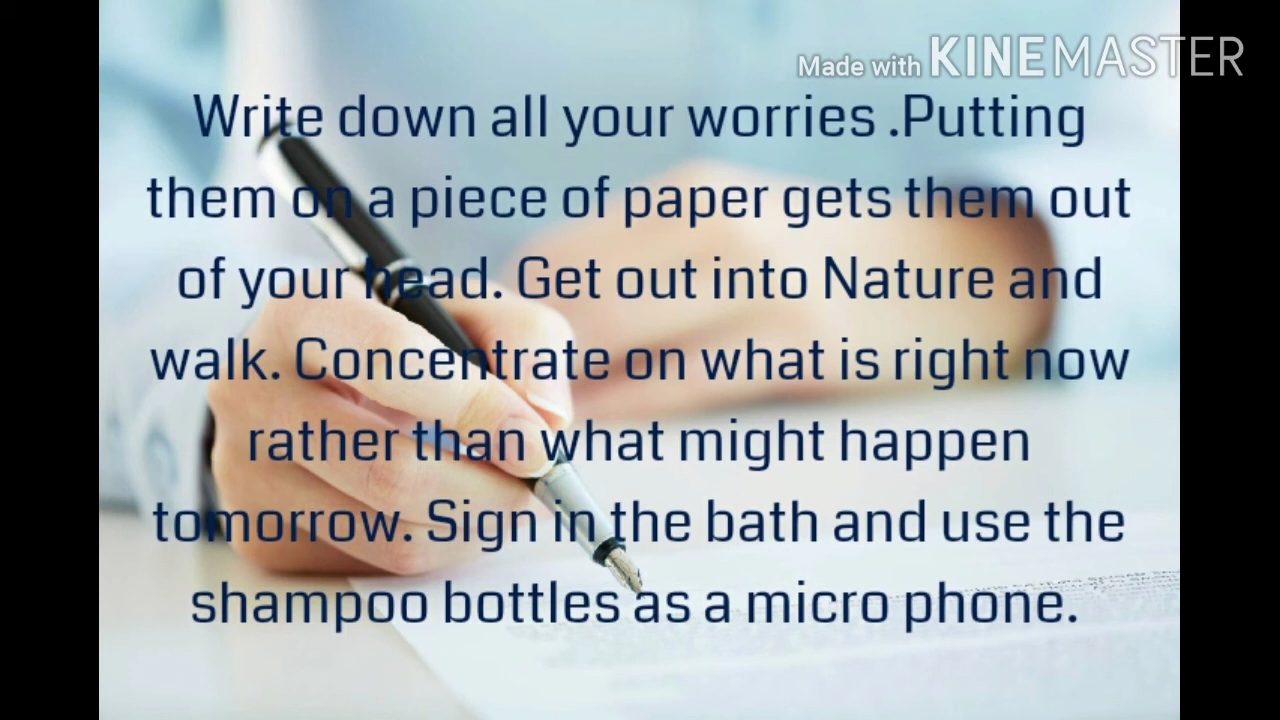 Made with KINEMASTER
Write down all your worries .Putting
them on a piece of paper gets them out
of your head. Get out into Nature and
walk. Concentrate on what is right now
rather than what might happen
tomorrow. Sign in the bath and use the
shampoo bottles as a micro phone.